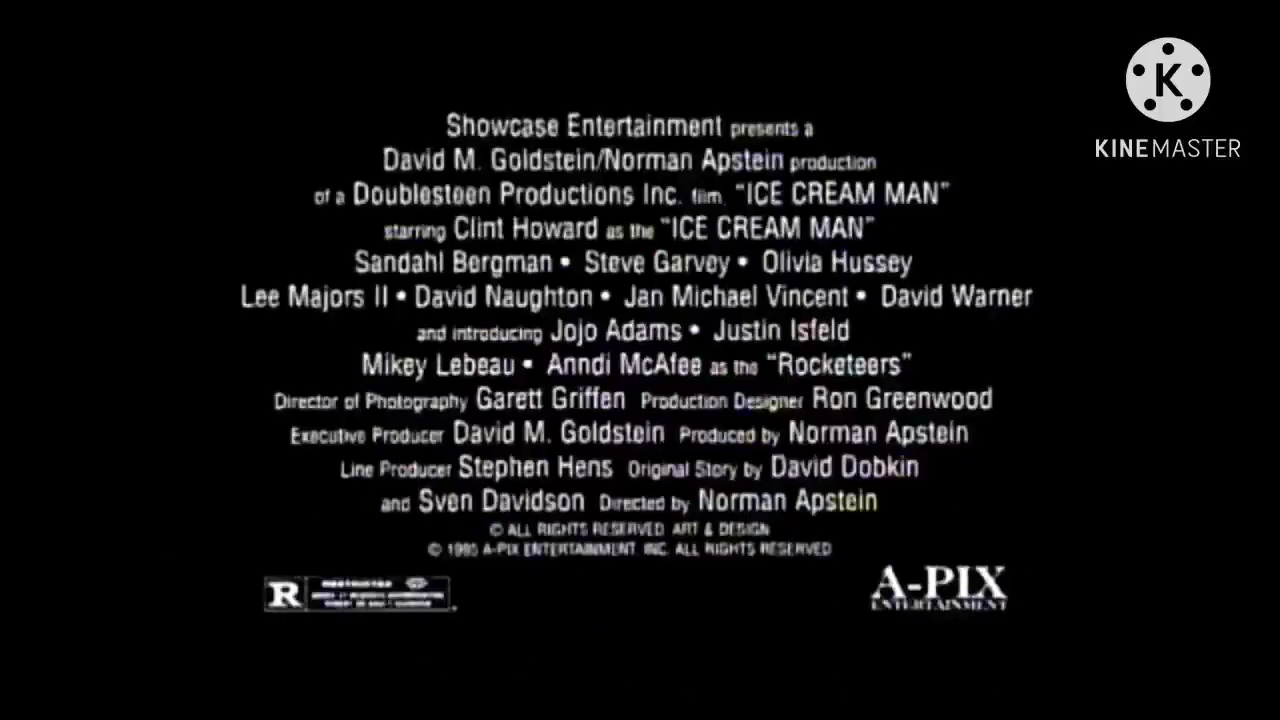 Showcase Entertainment presents a
David M. Goldstein/Norman Apstein production
of a Doublesteen Productions Inc. film, "ICE CREAM MAN"
starring Clint Howard as the "ICE CREAM MAN"
Sandahl Bergman • Steve Garvey • Olivia Hussey
Lee Majors II • David Naughton • Jan Michael Vincent • David Warner
and introducing Jojo Adams • Justin Isfeld
Mikey Lebeau • Anndi McAfee as the "Rocketeers"
Director of Photography Garett Griffen Production Designer Ron Greenwood
Executive Producer David M. Goldstein Produced by Norman Apstein
Line Producer Stephen Hens Original Story by David Dobkin
and Sven Davidson Directed by Norman Apstein
© ALL RIGHTS RESERVED. ART & DESIGN
© 1995 A-PIX ENTERTAINMENT, INC. ALL RIGHTS RESERVED
R RESTRICTED
A-PIX
ENTERTAINMENT
K
KINEMASTER